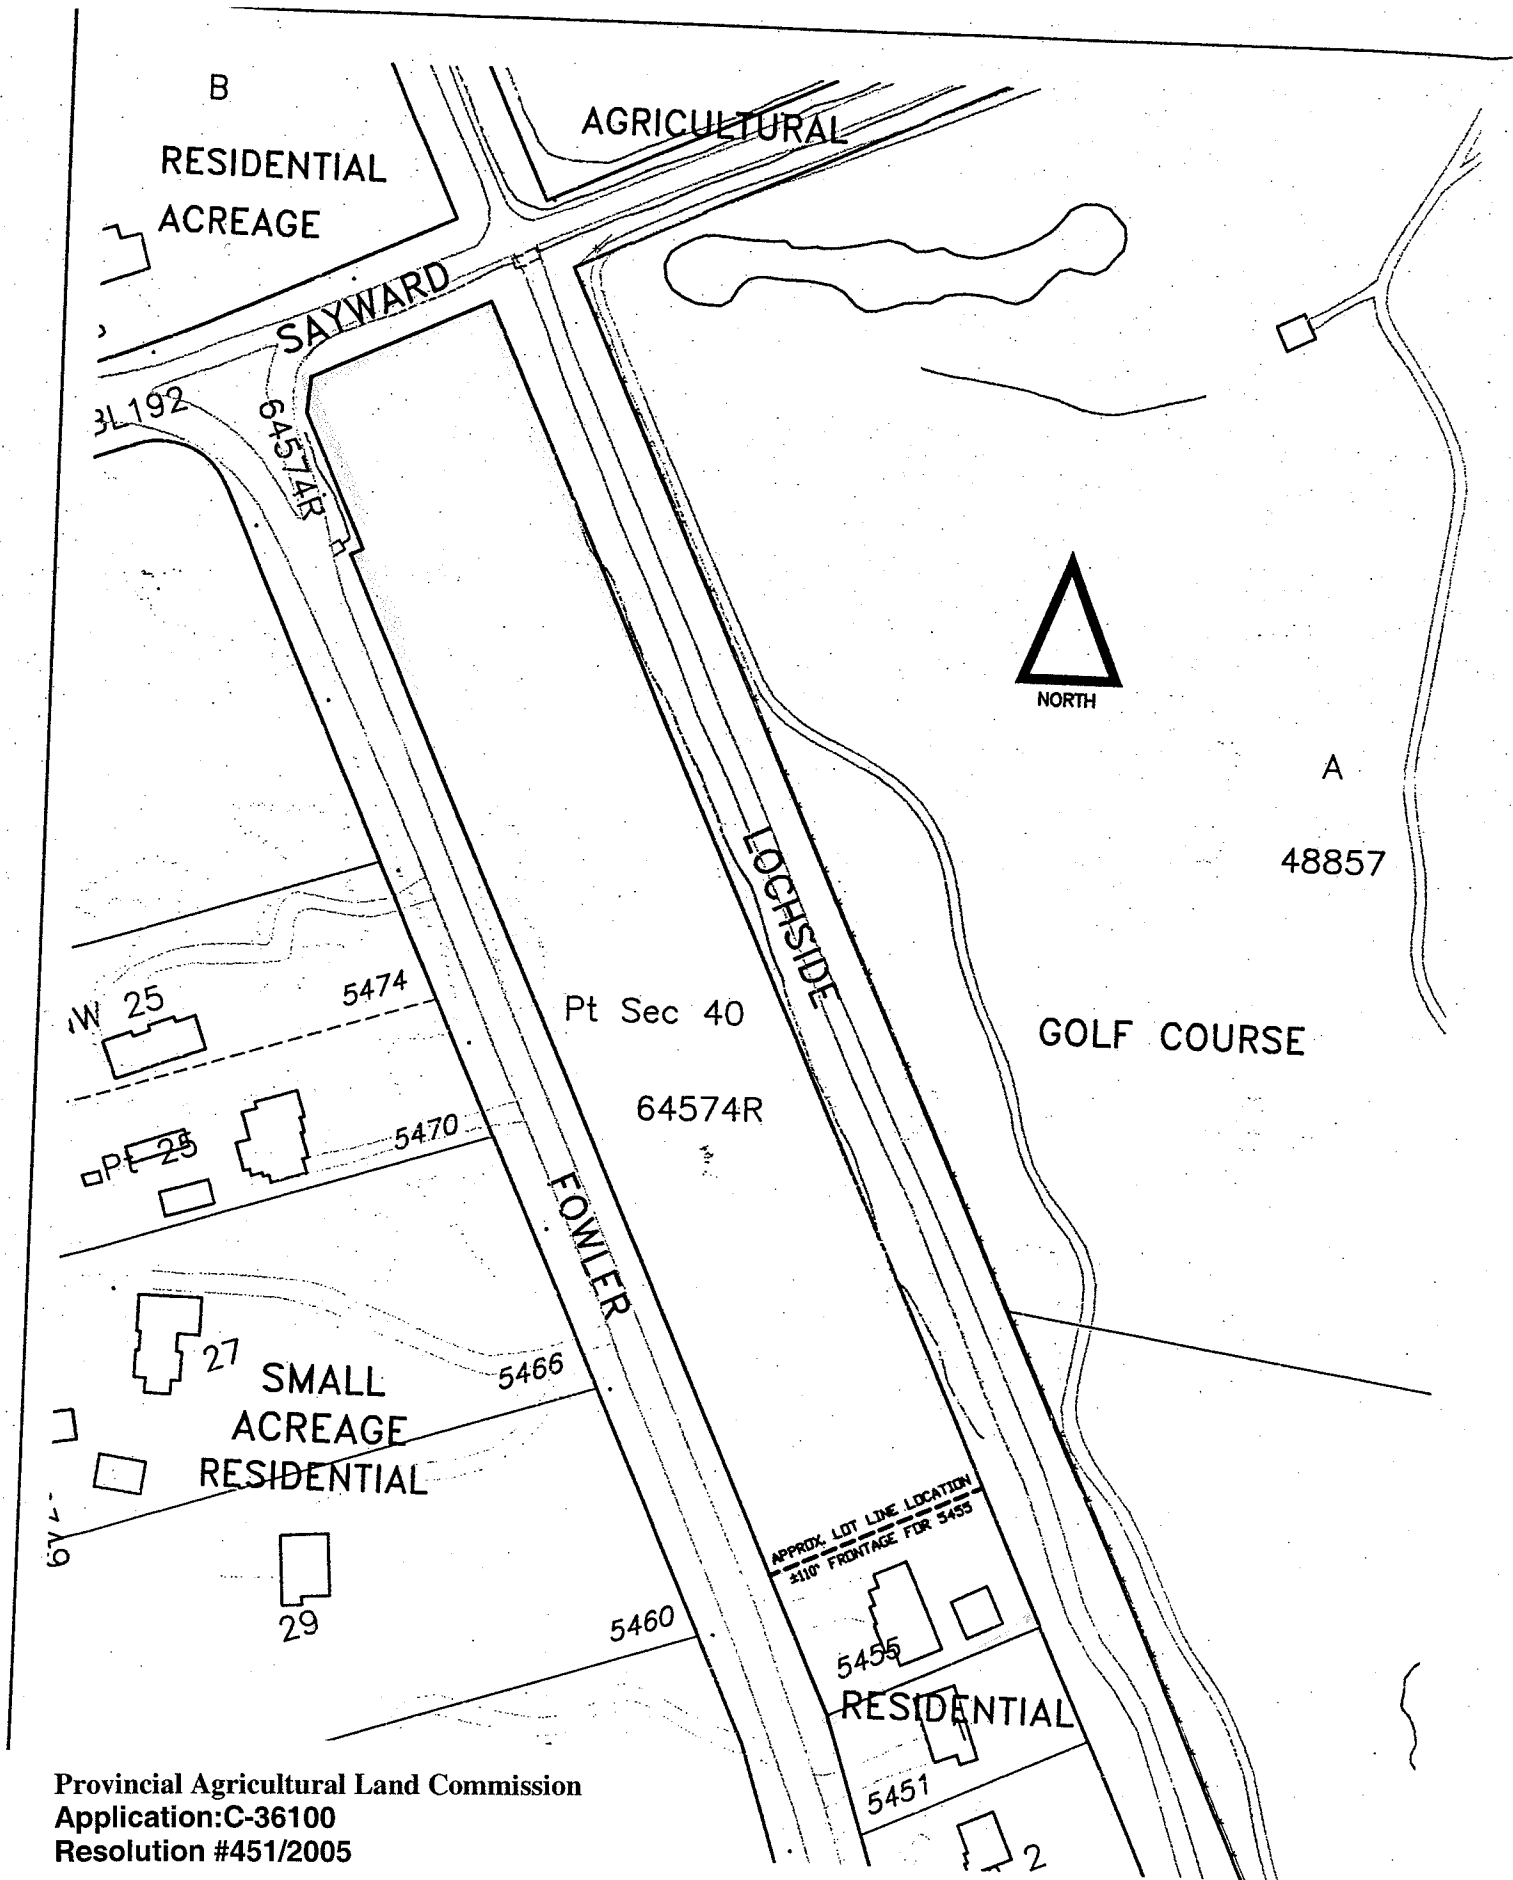 B
AGRICULTURAL
RESIDENTIAL
ACREAGE
SAYWARD
BL192
64574R
NORTH
A
48857
LOCHSIDE
5474
25
Pt Sec 40
GOLF COURSE
64574R
5470
Pt 25
FOWLER
27
5466
SMALL
ACREAGE
RESIDENTIAL
APPROX. LOT LINE LOCATION
±110' FRONTAGE FOR 5455
29
5460
5455
RESIDENTIAL
5451
2
Provincial Agricultural Land Commission
Application:C-36100
Resolution #451/2005